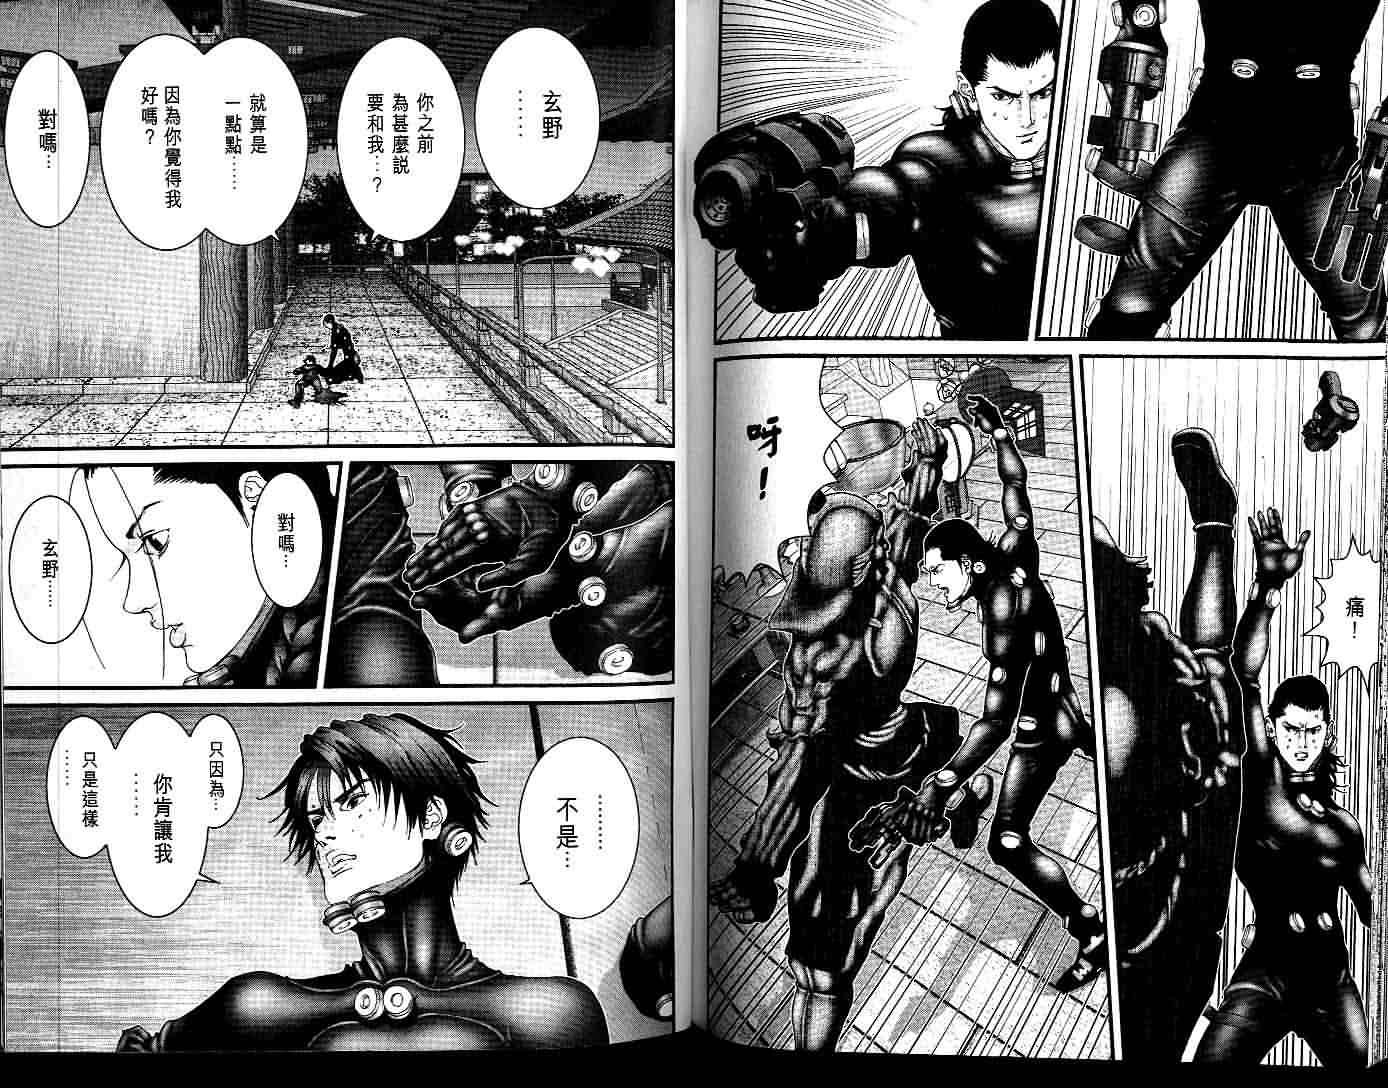 痛！
呀！
玄野
……
你之前
為甚麼説
要和我…？
就算是
一點點……
因為你覺得我
好嗎？
對嗎…
對嗎…
玄野……
………
不是…
只因為…
你肯讓我
……
只是這樣
……